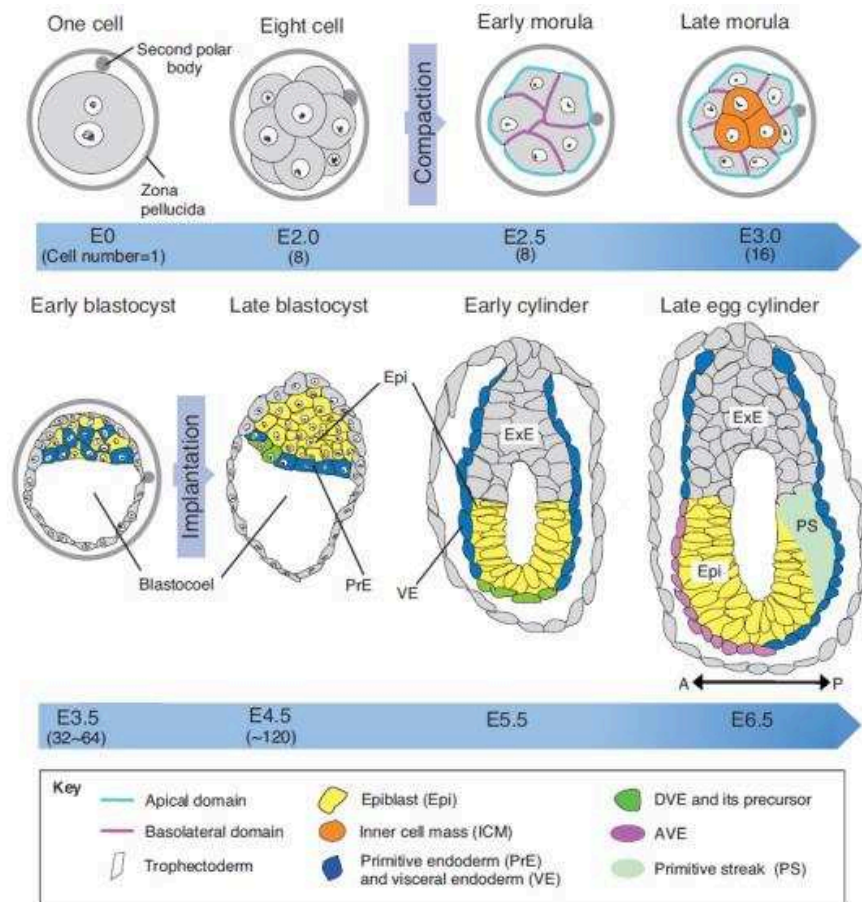 One cell
Eight cell
Early morula
Late morula
Second polar
body
Compaction
Zona
pellucida
E0
(Cell number=1)
E2.0
(8)
E2.5
(8)
E3.0
(16)
Early blastocyst
Late blastocyst
Early cylinder
Late egg cylinder
Implantation
Epi
ExE
ExE
PS
Epi
Blastocoel
PrE
VE
A
P
E3.5
(32~64)
E4.5
(~120)
E5.5
E6.5
Key
Apical domain
Basolateral domain
Trophectoderm
Epiblast (Epi)
Inner cell mass (ICM)
Primitive endoderm (PrE)
and visceral endoderm (VE)
DVE and its precursor
AVE
Primitive streak (PS)